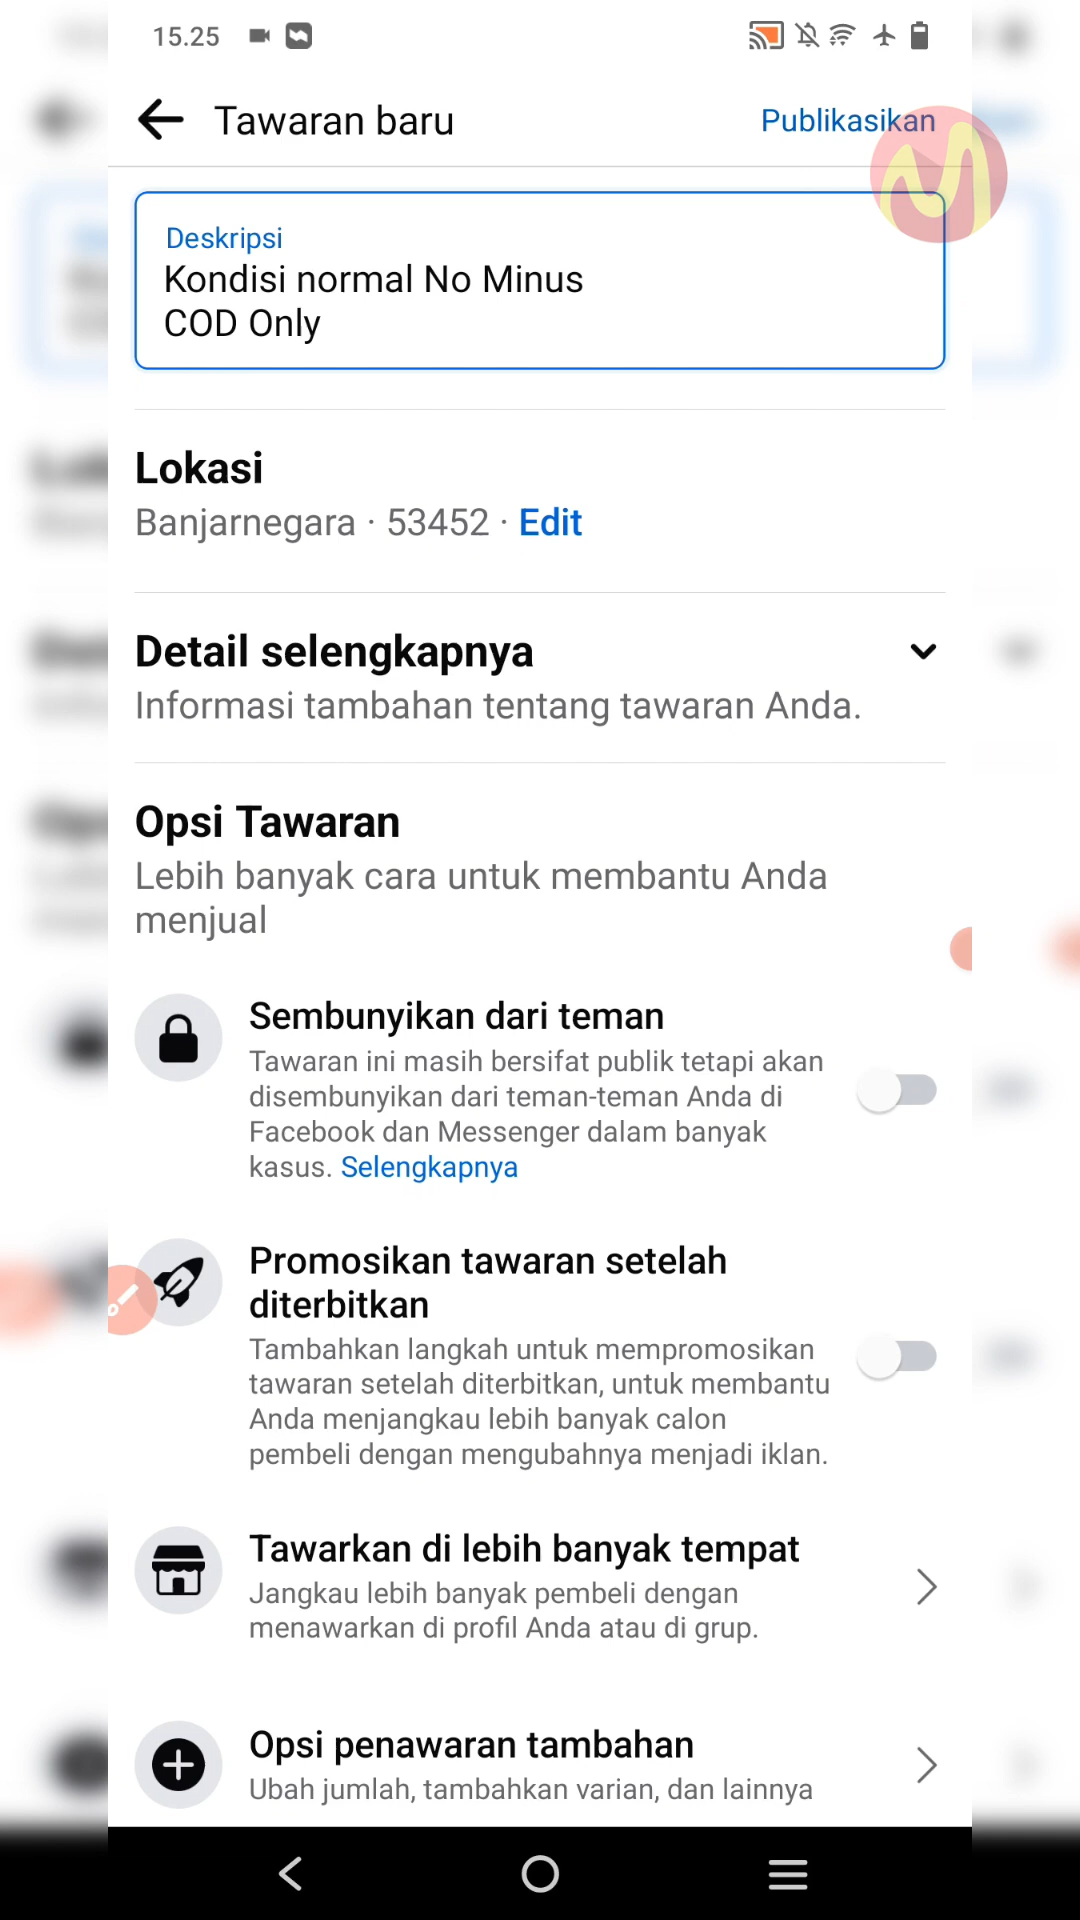 15.25
Tawaran baru
Publikasikan
Deskripsi
Kondisi normal No Minus
COD Only
Lokasi
Banjarnegara · 53452 · Edit
Detail selengkapnya
Informasi tambahan tentang tawaran Anda.
Opsi Tawaran
Lebih banyak cara untuk membantu Anda
menjual
Sembunyikan dari teman
Tawaran ini masih bersifat publik tetapi akan
disembunyikan dari teman-teman Anda di
Facebook dan Messenger dalam banyak
kasus. Selengkapnya
Promosikan tawaran setelah
diterbitkan
Tambahkan langkah untuk mempromosikan
tawaran setelah diterbitkan, untuk membantu
Anda menjangkau lebih banyak calon
pembeli dengan mengubahnya menjadi iklan.
Tawarkan di lebih banyak tempat
Jangkau lebih banyak pembeli dengan
menawarkan di profil Anda atau di grup.
Opsi penawaran tambahan
Ubah jumlah, tambahkan varian, dan lainnya